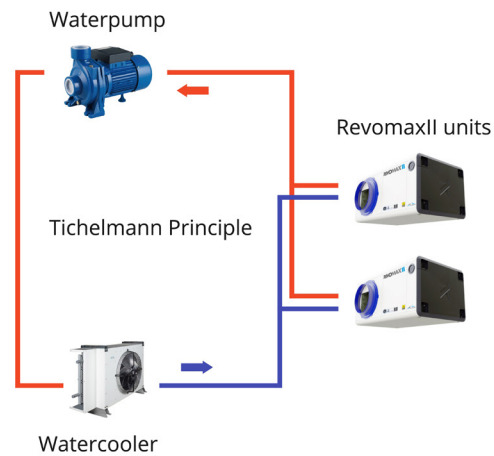 Waterpump
RevomaxII units
Tichelmann Principle
Watercooler